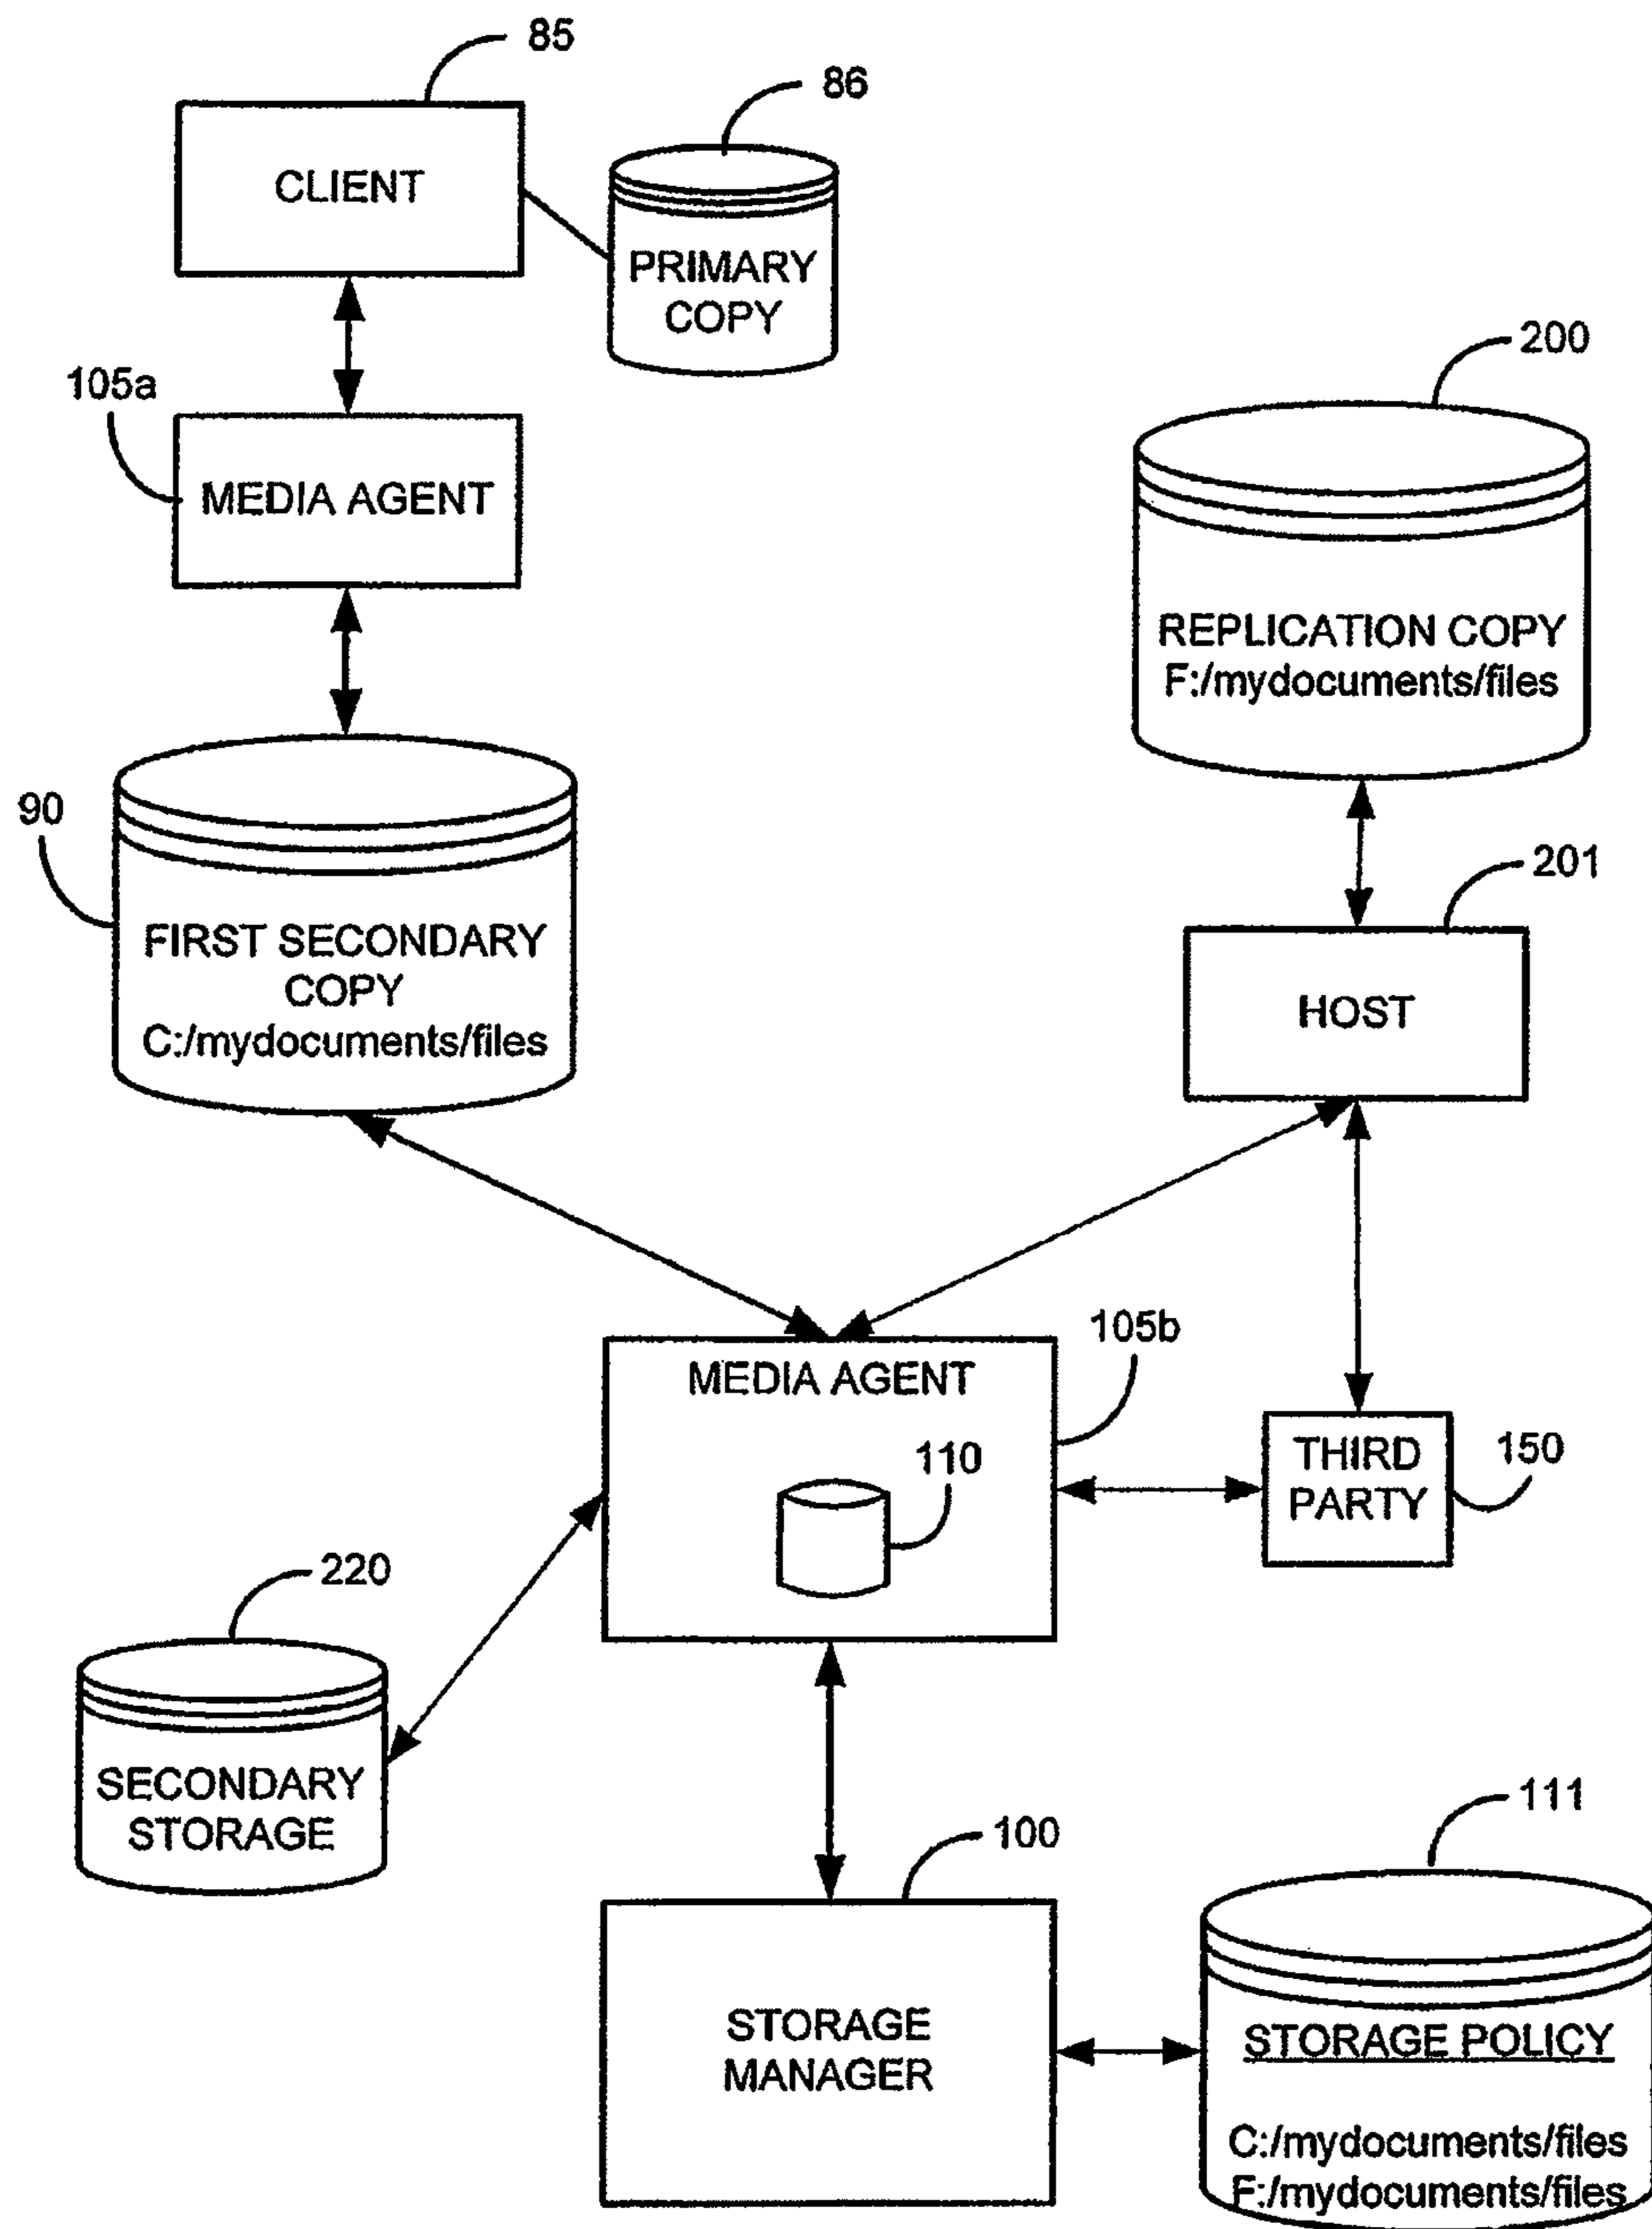 85
86
CLIENT
PRIMARY
COPY
200
105a
MEDIA AGENT
REPLICATION COPY
F:/mydocuments/files
90
201
FIRST SECONDARY
COPY
C:/mydocuments/files
HOST
105b
MEDIA AGENT
110
THIRD
PARTY
150
220
SECONDARY
STORAGE
111
100
STORAGE
MANAGER
STORAGE POLICY
C:/mydocuments/files
F:/mydocuments/files